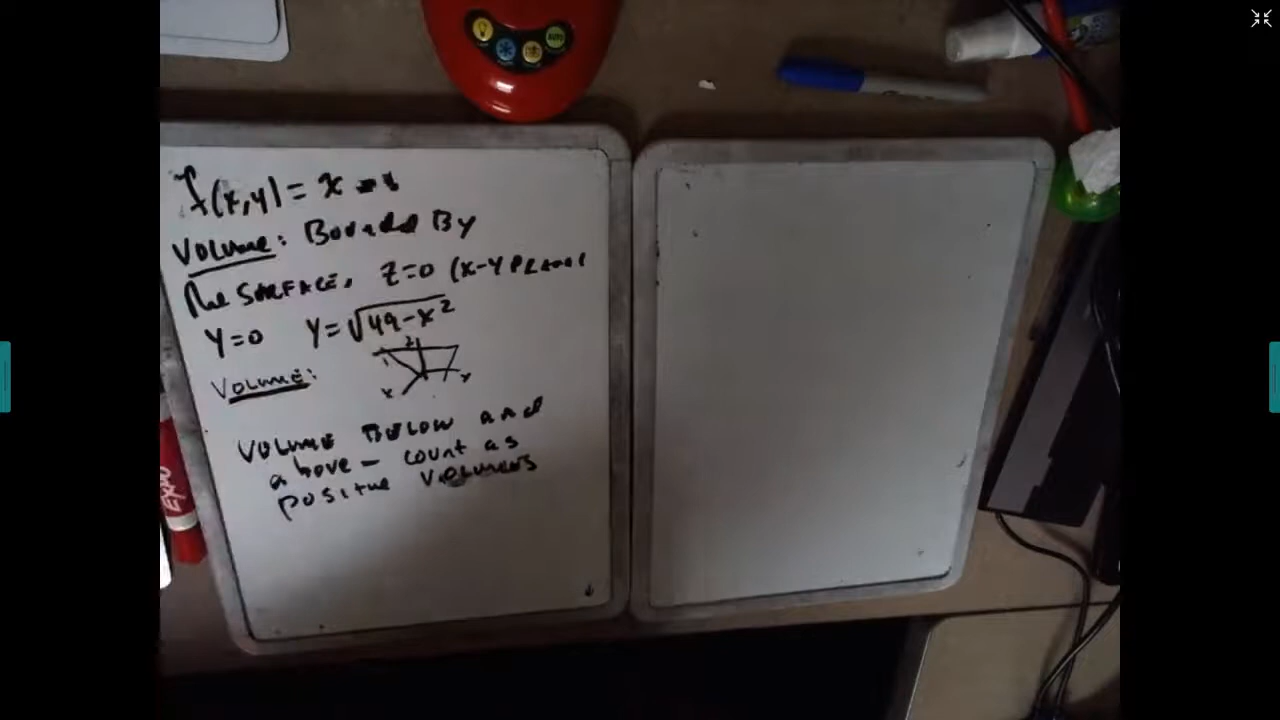 f(x,y) = x
VOLUME: Bounded By
The SURFACE, Z=0 (X-Y PLANE
Y=0 Y=√49-x²
VOLUME:
z
x y
VOLUME BELOW and
above - count as
positive VOLUMES
EXPO
AUTO